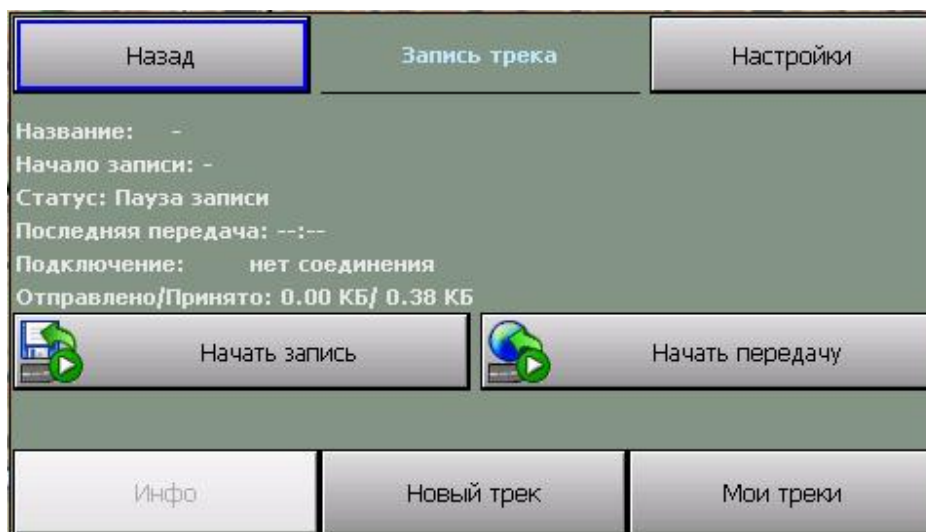 Назад
Запись трека
Настройки
Название: -
Начало записи: -
Статус: Пауза записи
Последняя передача: --:--
Подключение: нет соединения
Отправлено/Принято: 0.00 КБ/ 0.38 КБ
Начать запись
Начать передачу
Инфо
Новый трек
Мои треки